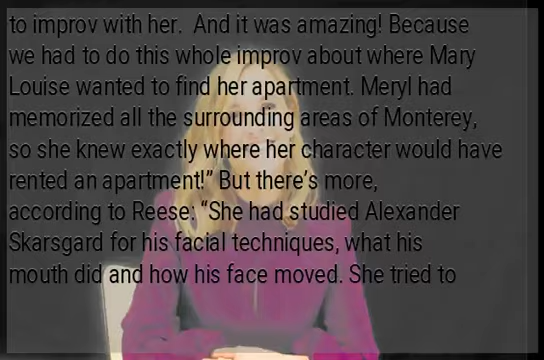 to improv with her.  And it was amazing! Because
we had to do this whole improv about where Mary
Louise wanted to find her apartment. Meryl had
memorized all the surrounding areas of Monterey,
so she knew exactly where her character would have
rented an apartment!” But there’s more,
according to Reese: “She had studied Alexander
Skarsgard for his facial techniques, what his
mouth did and how his face moved. She tried to